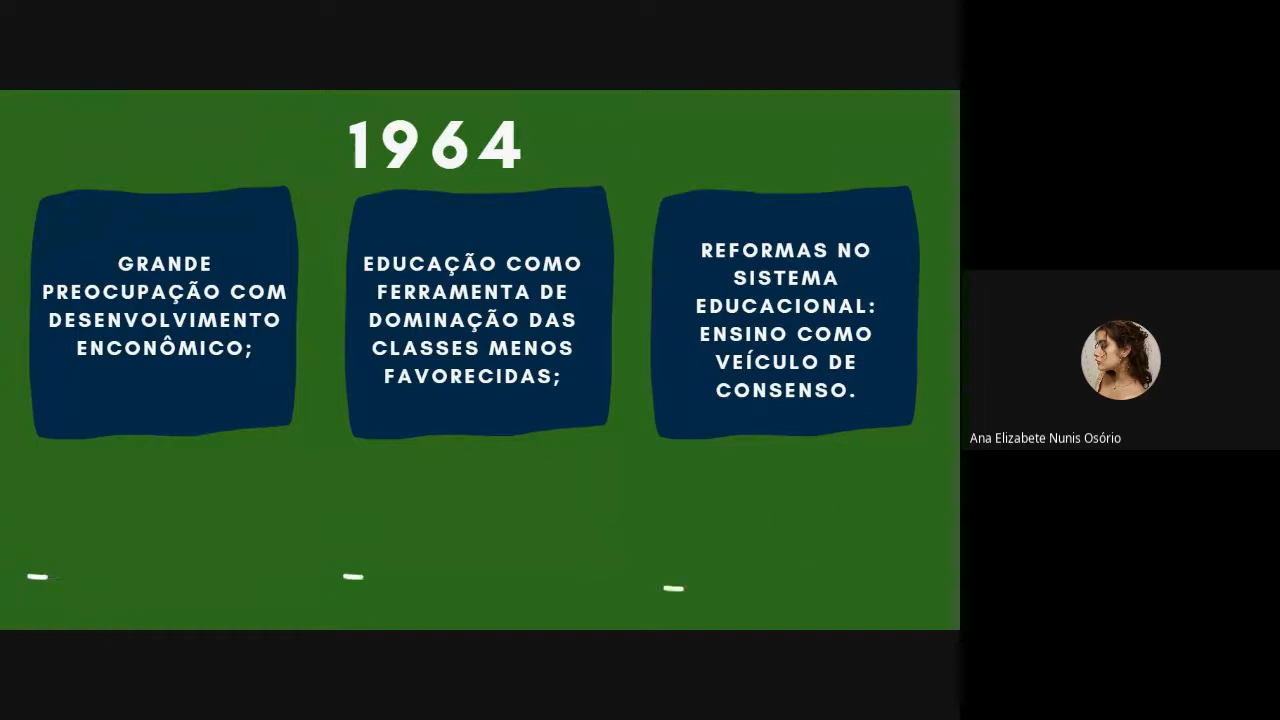 1964
GRANDE
PREOCUPAÇÃO COM
DESENVOLVIMENTO
ENCONÔMICO;
EDUCAÇÃO COMO
FERRAMENTA DE
DOMINAÇÃO DAS
CLASSES MENOS
FAVORECIDAS;
REFORMAS NO
SISTEMA
EDUCACIONAL:
ENSINO COMO
VEÍCULO DE
CONSENSO.
Ana Elizabete Nunis Osório